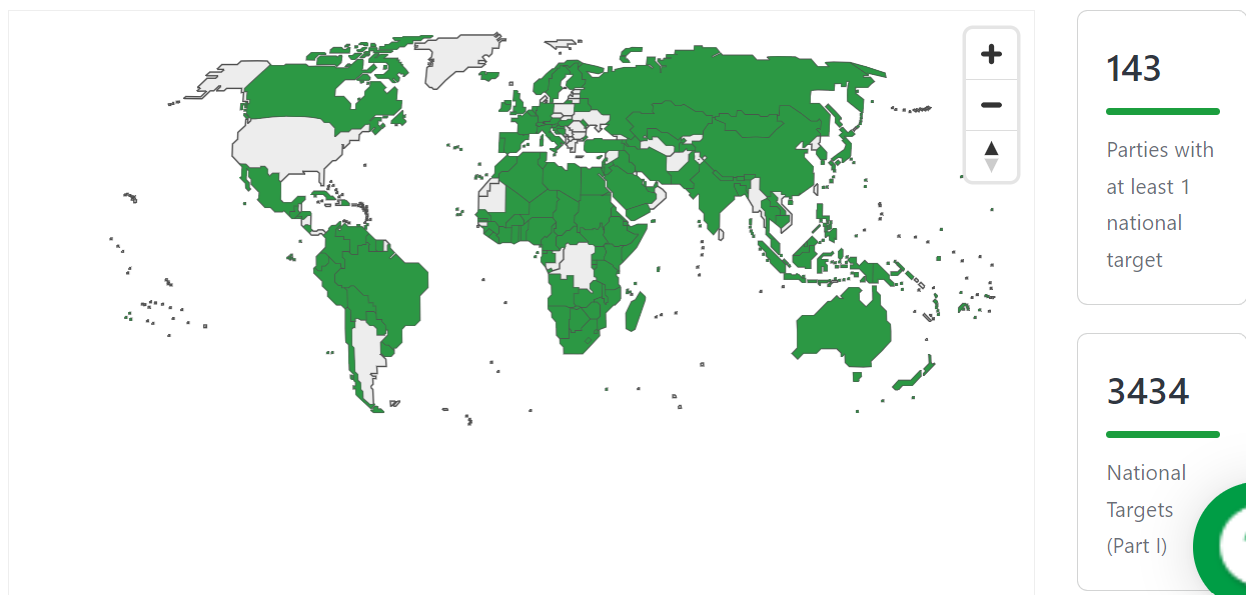 143
Parties with
at least 1
national
target
3434
National
Targets
(Part I)